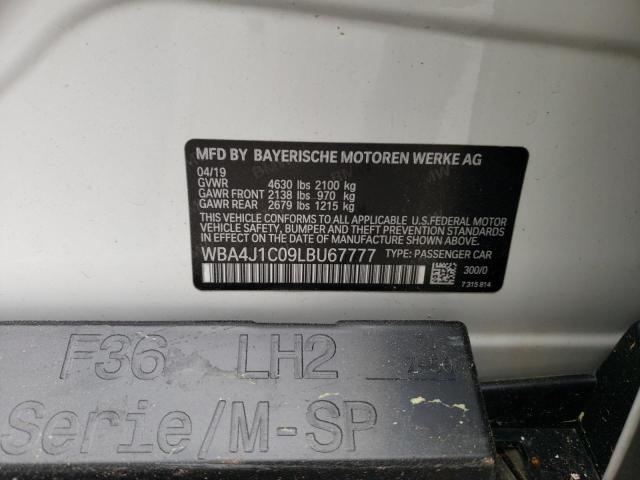 MFD BY BAYERISCHE MOTOREN WERKE AG
04/19
GVWR 4630 lbs 2100 kg
GAWR FRONT 2138 lbs 970 kg
GAWR REAR 2679 lbs 1215 kg
THIS VEHICLE CONFORMS TO ALL APPLICABLE U.S.FEDERAL MOTOR
VEHICLE SAFETY, BUMPER AND THEFT PREVENTION STANDARDS
IN EFFECT ON THE DATE OF MANUFACTURE SHOWN ABOVE.
WBA4J1C09LBU67777 TYPE: PASSENGER CAR
300/0
7 315 814
F36 LH2
Serie/M-SP